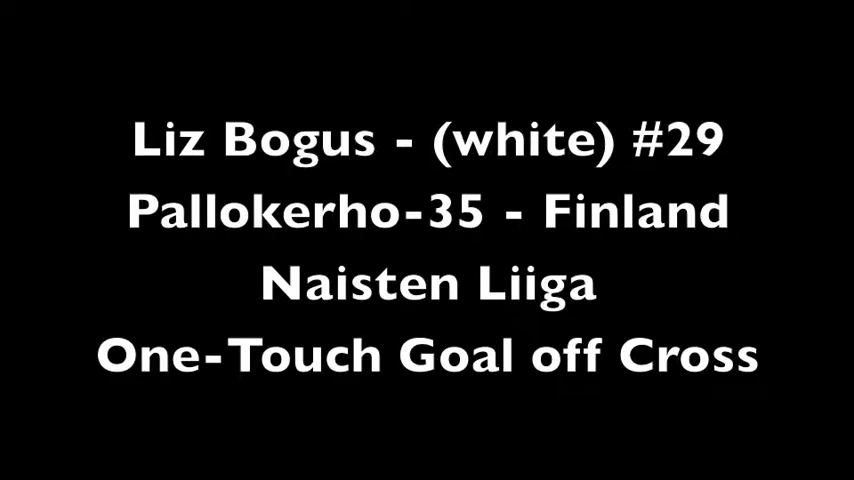 Liz Bogus - (white) #29
Pallokerho-35 - Finland
Naisten Liiga
One-Touch Goal off Cross